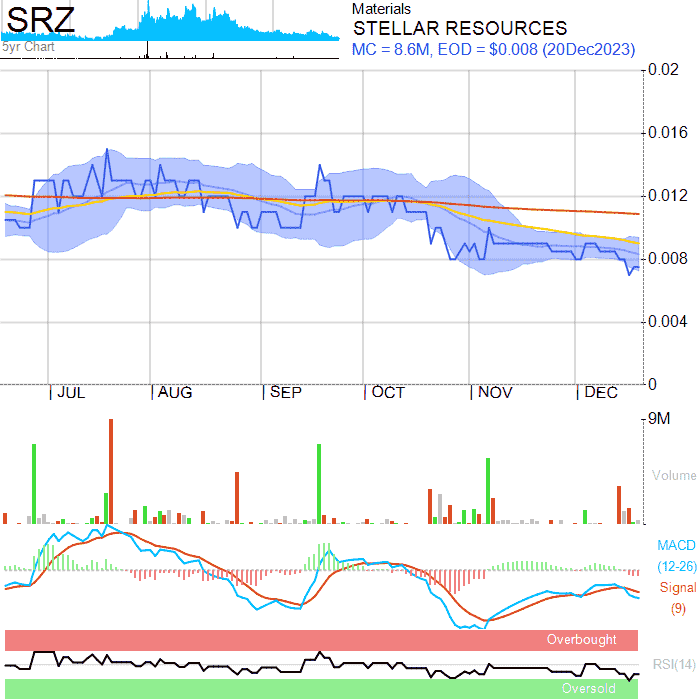 SRZ
5yr Chart
Materials
STELLAR RESOURCES
MC = 8.6M, EOD = $0.008 (20Dec2023)
0.02
0.016
0.012
0.008
0.004
0
JUL AUG SEP OCT NOV DEC
9M
Volume
MACD
(12-26)
Signal
(9)
Overbought
RSI(14)
Oversold